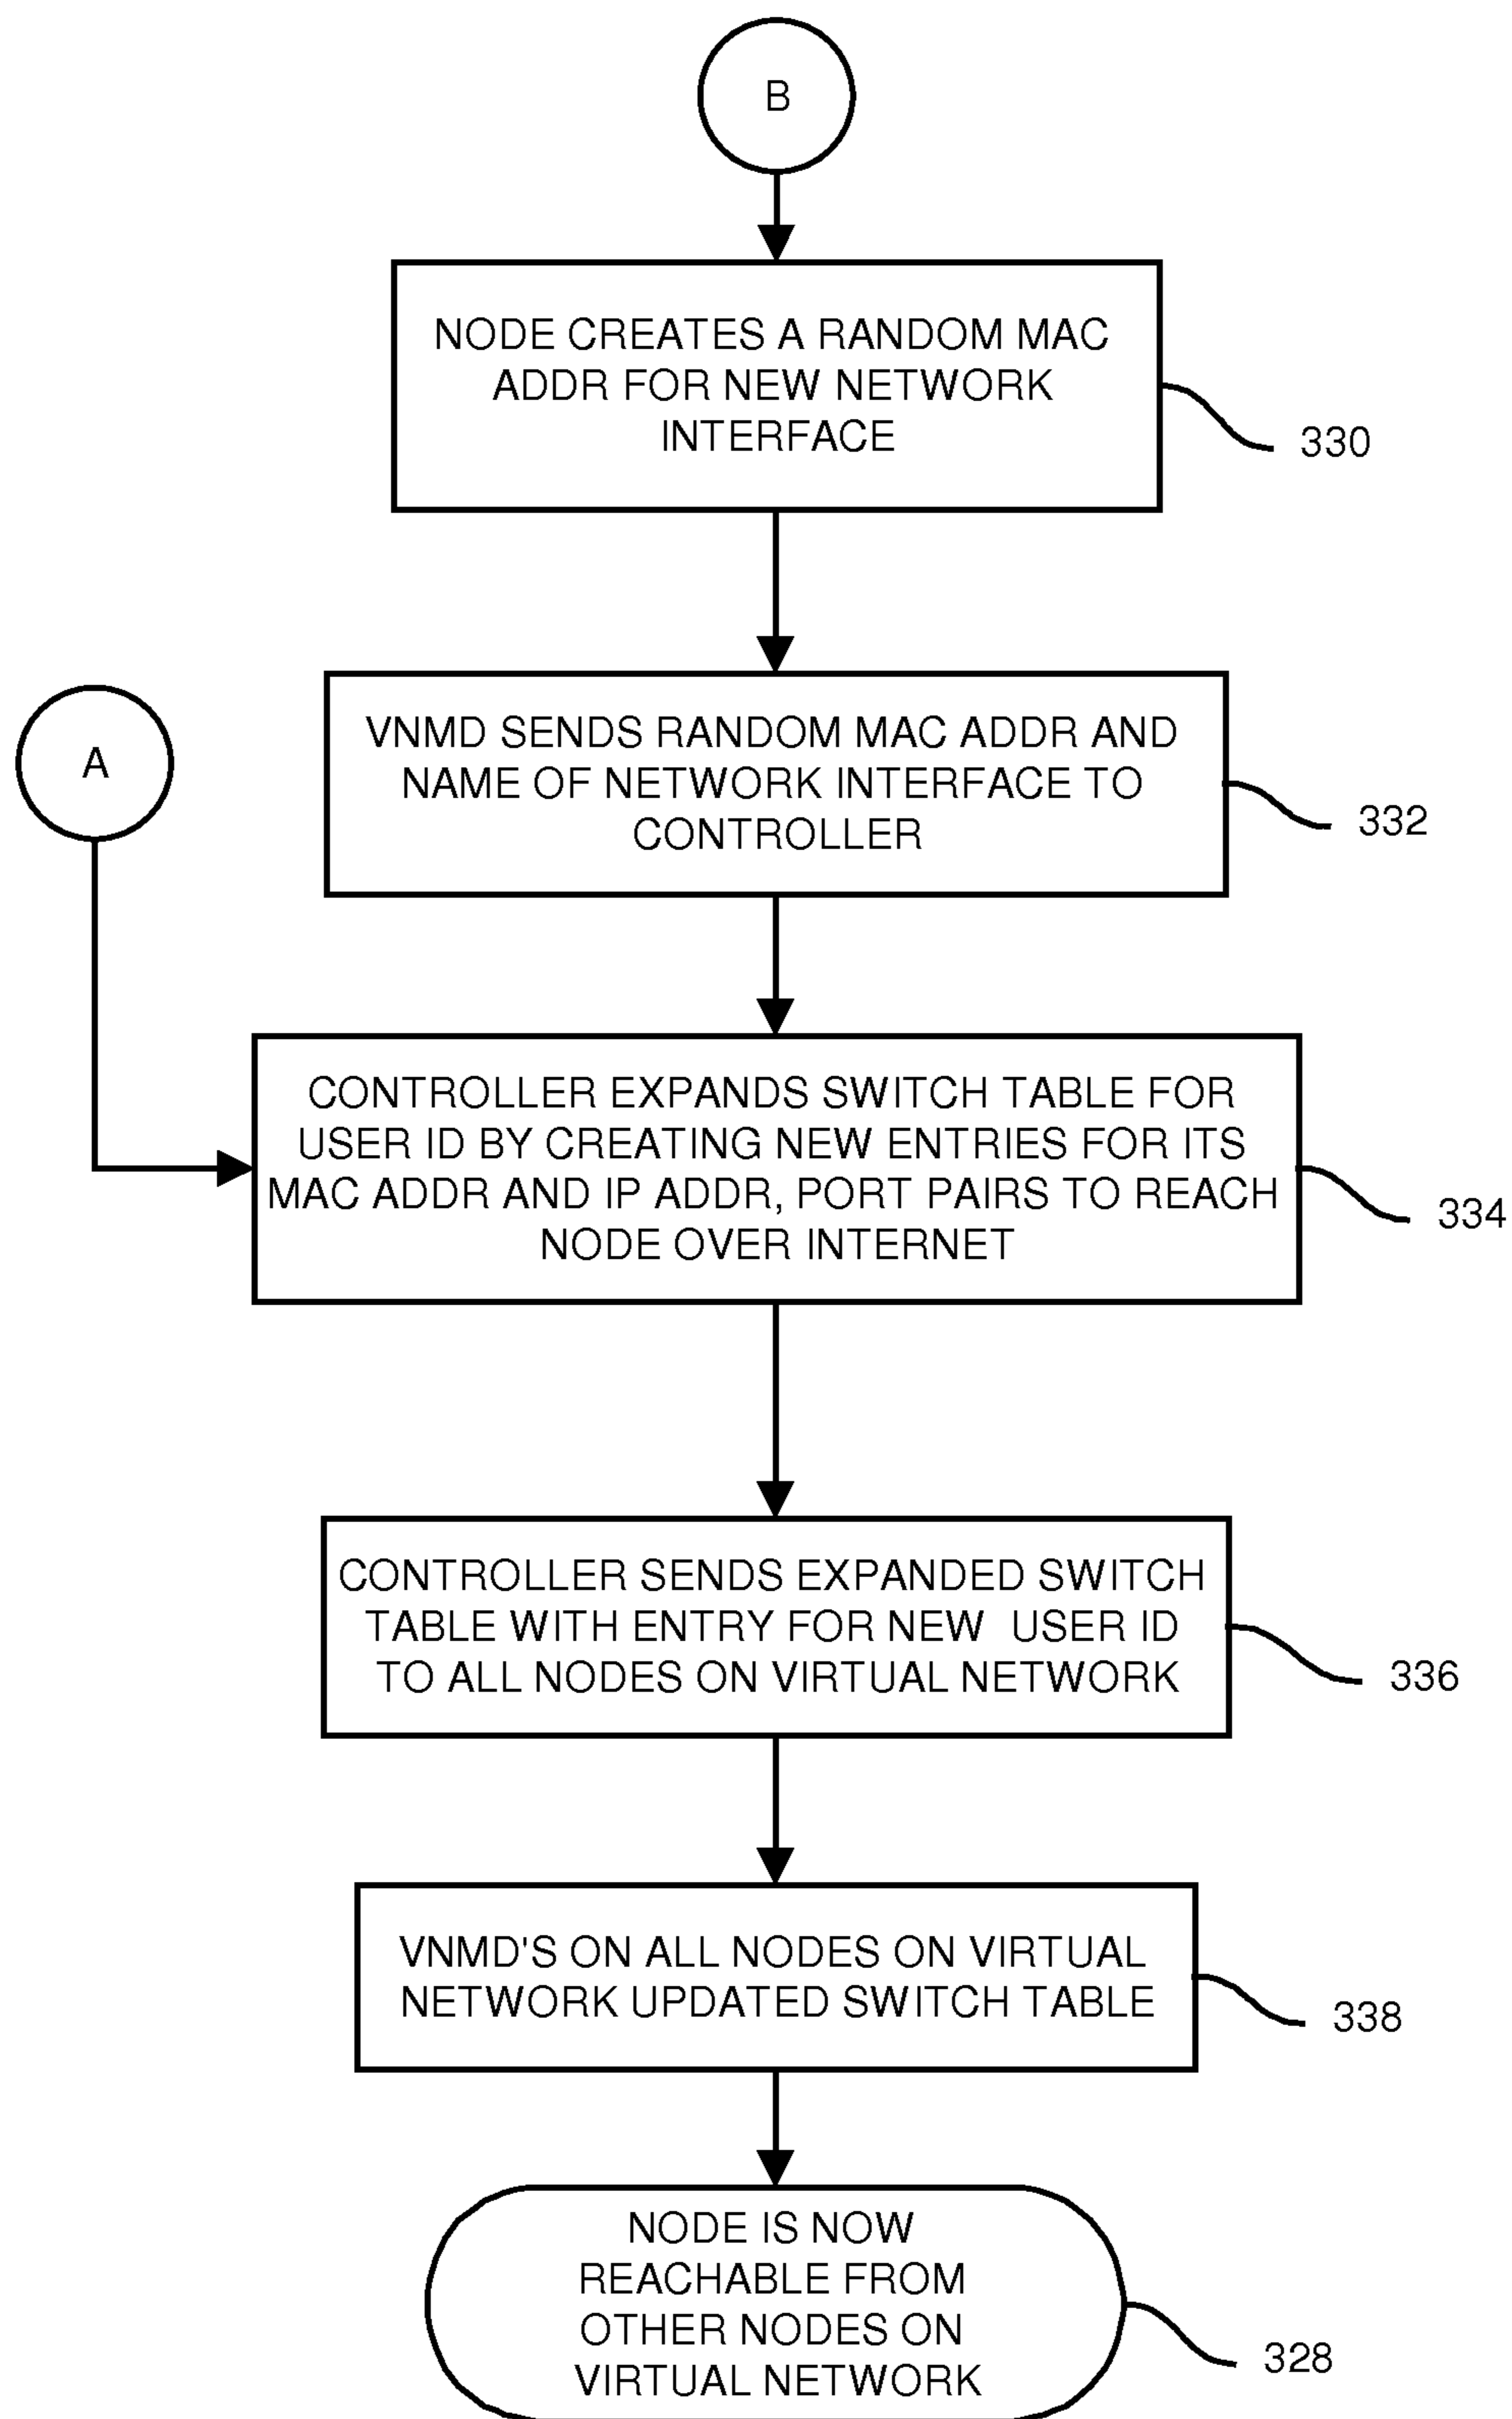 B
NODE CREATES A RANDOM MAC
ADDR FOR NEW NETWORK
INTERFACE
330
VNMD SENDS RANDOM MAC ADDR AND
NAME OF NETWORK INTERFACE TO
CONTROLLER
332
A
CONTROLLER EXPANDS SWITCH TABLE FOR
USER ID BY CREATING NEW ENTRIES FOR ITS
MAC ADDR AND IP ADDR, PORT PAIRS TO REACH
NODE OVER INTERNET
334
CONTROLLER SENDS EXPANDED SWITCH
TABLE WITH ENTRY FOR NEW USER ID
TO ALL NODES ON VIRTUAL NETWORK
336
VNMD'S ON ALL NODES ON VIRTUAL
NETWORK UPDATED SWITCH TABLE
338
NODE IS NOW
REACHABLE FROM
OTHER NODES ON
VIRTUAL NETWORK
328